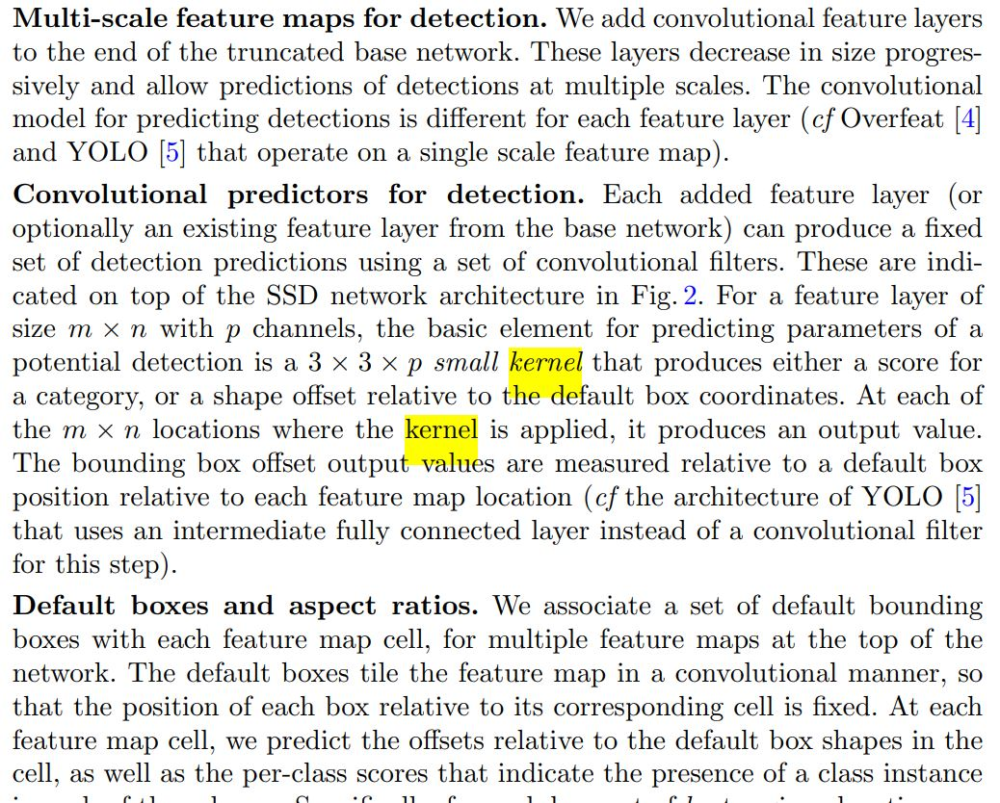 Multi-scale feature maps for detection. We add convolutional feature layers
to the end of the truncated base network. These layers decrease in size progres-
sively and allow predictions of detections at multiple scales. The convolutional
model for predicting detections is different for each feature layer (cf Overfeat [4]
and YOLO [5] that operate on a single scale feature map).
Convolutional predictors for detection. Each added feature layer (or
optionally an existing feature layer from the base network) can produce a fixed
set of detection predictions using a set of convolutional filters. These are indi-
cated on top of the SSD network architecture in Fig. 2. For a feature layer of
size m × n with p channels, the basic element for predicting parameters of a
potential detection is a 3 × 3 × p small kernel that produces either a score for
a category, or a shape offset relative to the default box coordinates. At each of
the m × n locations where the kernel is applied, it produces an output value.
The bounding box offset output values are measured relative to a default box
position relative to each feature map location (cf the architecture of YOLO [5]
that uses an intermediate fully connected layer instead of a convolutional filter
for this step).
Default boxes and aspect ratios. We associate a set of default bounding
boxes with each feature map cell, for multiple feature maps at the top of the
network. The default boxes tile the feature map in a convolutional manner, so
that the position of each box relative to its corresponding cell is fixed. At each
feature map cell, we predict the offsets relative to the default box shapes in the
cell, as well as the per-class scores that indicate the presence of a class instance